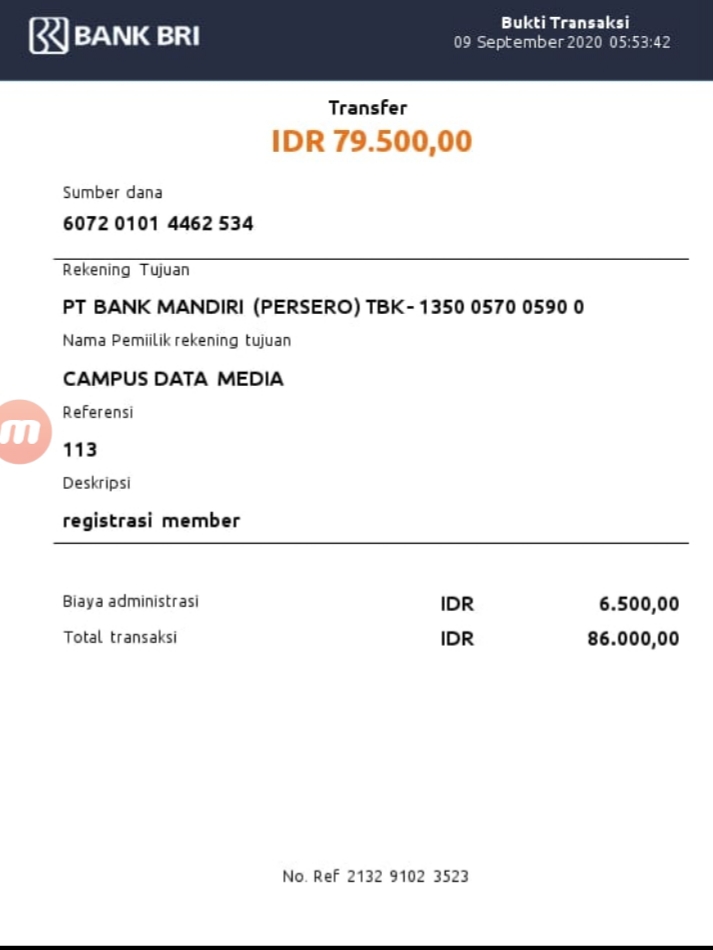 BANK BRI
Bukti Transaksi
09 September 2020 05:53:42
Transfer
IDR 79.500,00
Sumber dana
6072 0101 4462 534
Rekening Tujuan
PT BANK MANDIRI (PERSERO) TBK - 1350 0570 0590 0
Nama Pemiilik rekening tujuan
CAMPUS DATA MEDIA
Referensi
m
113
Deskripsi
registrasi member
Biaya administrasi IDR 6.500,00
Total transaksi IDR 86.000,00
No. Ref 2132 9102 3523